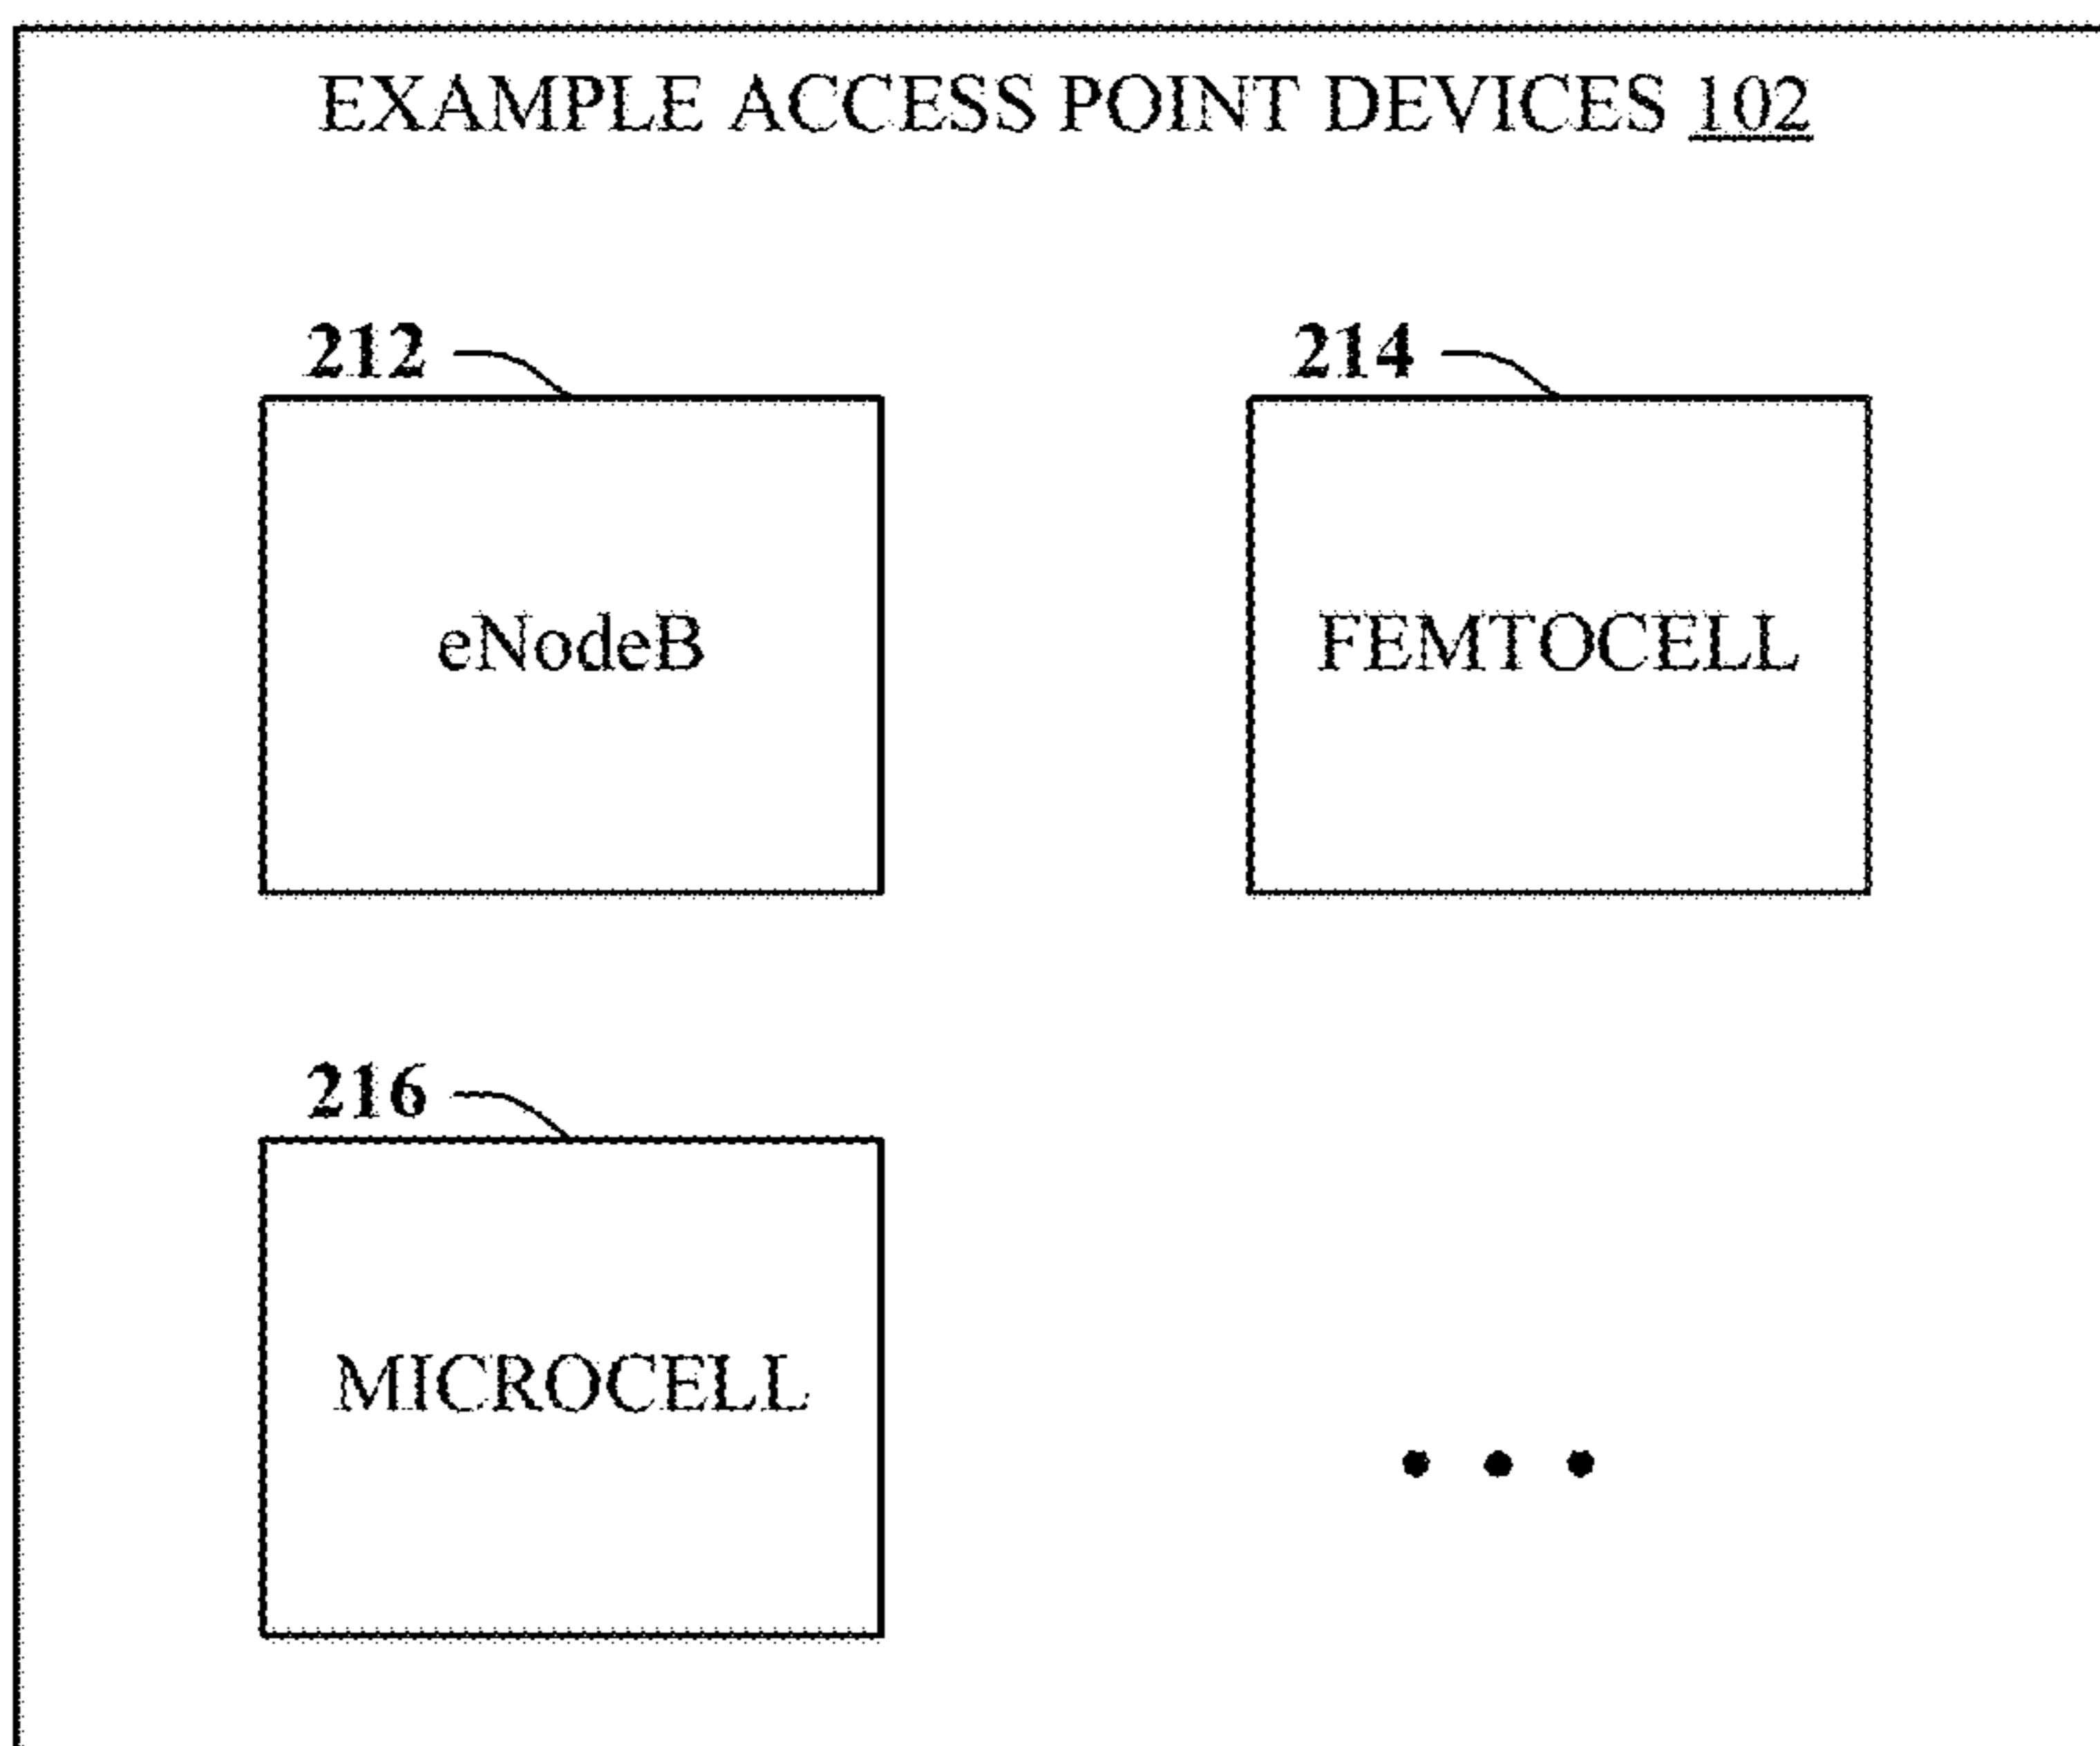 EXAMPLE ACCESS POINT DEVICES 102
212
214
eNodeB
FEMTOCELL
216
MICROCELL
• • •